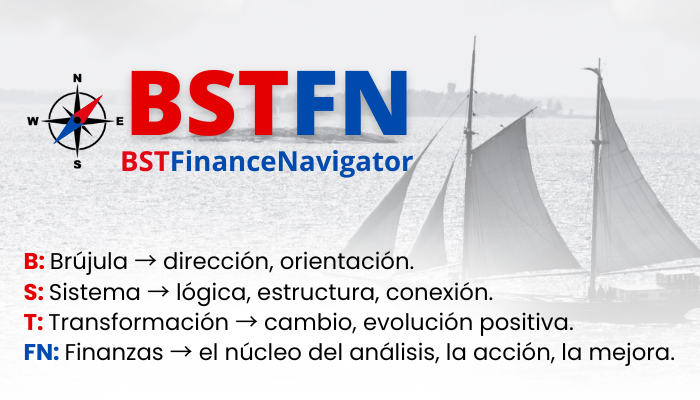 N
W E
S
BSTFN
BSTFinanceNavigator
B: Brújula → dirección, orientación.
S: Sistema → lógica, estructura, conexión.
T: Transformación → cambio, evolución positiva.
FN: Finanzas → el núcleo del análisis, la acción, la mejora.